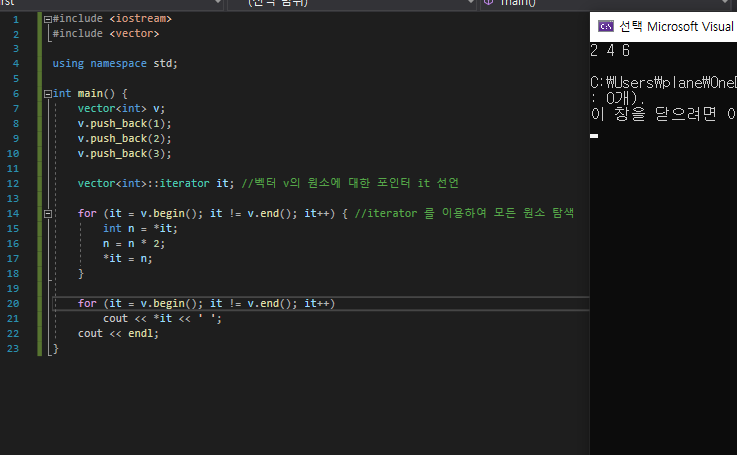 (전역 범위)
main()
1 #include <iostream>
2 #include <vector>
3
4 using namespace std;
5
6 int main() {
7 vector<int> v;
8 v.push_back(1);
9 v.push_back(2);
10 v.push_back(3);
11
12 vector<int>::iterator it; //벡터 v의 원소에 대한 포인터 it 선언
13
14 for (it = v.begin(); it != v.end(); it++) { //iterator 를 이용하여 모든 원소 탐색
15 int n = *it;
16 n = n * 2;
17 *it = n;
18 }
19
20 for (it = v.begin(); it != v.end(); it++)
21 cout << *it << ' ';
22 cout << endl;
23 }
선택 Microsoft Visual
2 4 6
C:₩Users₩plane₩OneD
: 0개).
이 창을 닫으려면